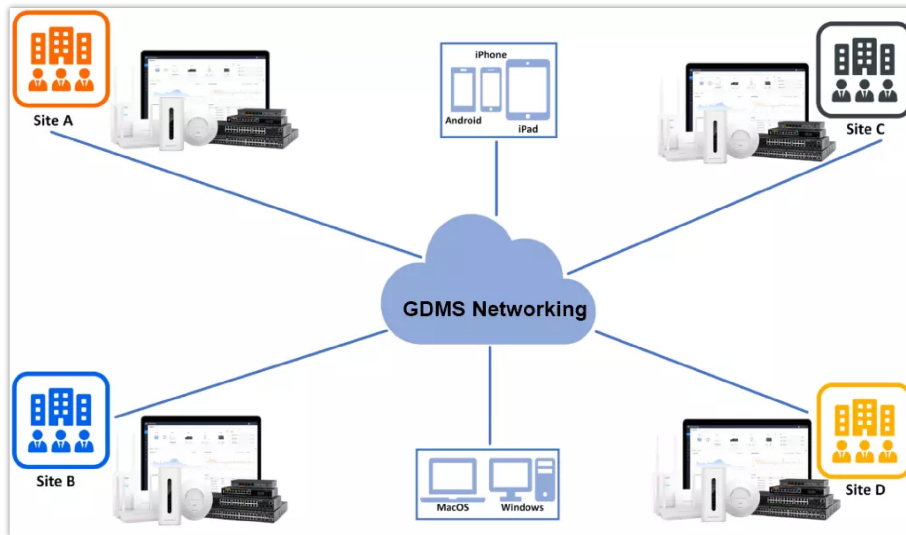 iPhone
Android
iPad
Site A
Site C
GDMS Networking
Site B
MacOS
Windows
Site D